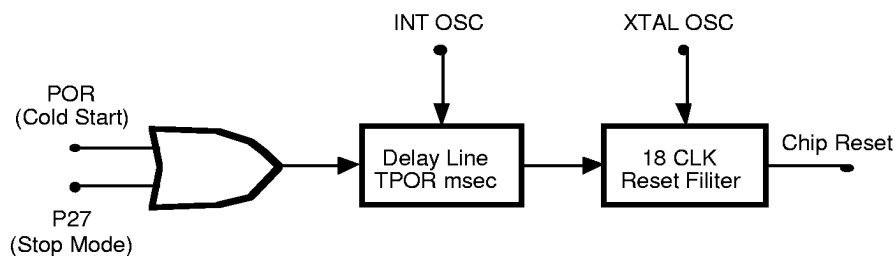 INT OSC
XTAL OSC
POR
(Cold Start)
Delay Line
TPOR msec
18 CLK
Reset Filiter
Chip Reset
P27
(Stop Mode)